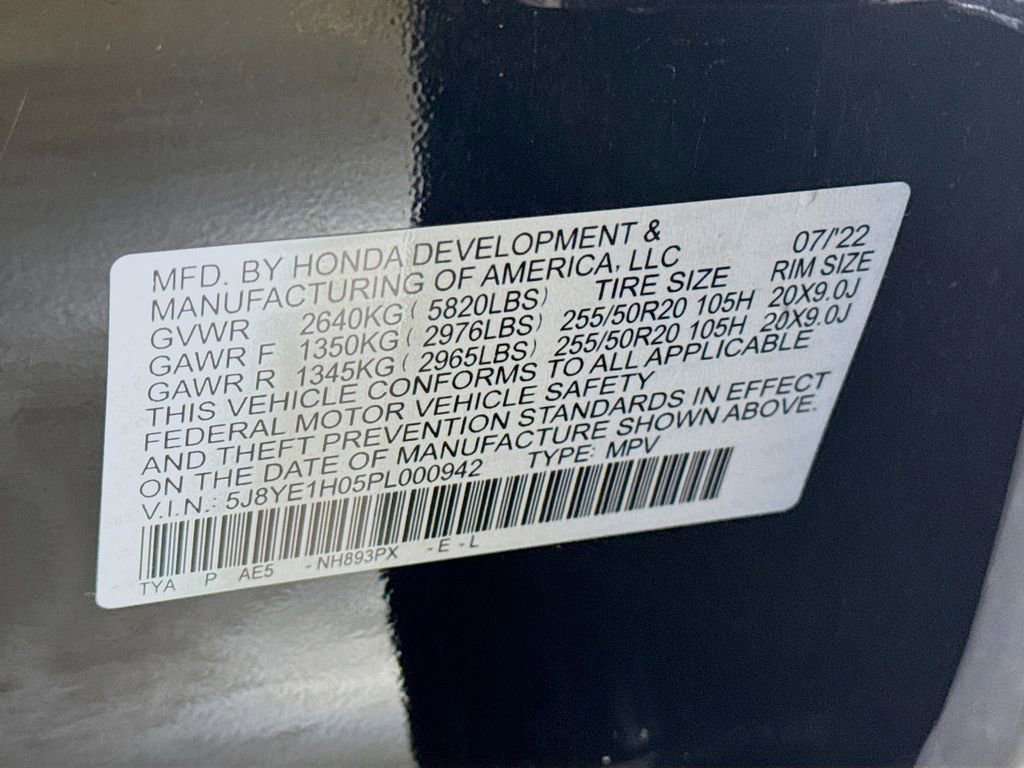 MFD. BY HONDA DEVELOPMENT &
MANUFACTURING OF AMERICA, LLC 07/'22
GVWR 2640KG ( 5820LBS) TIRE SIZE RIM SIZE
GAWR F 1350KG ( 2976LBS) 255/50R20 105H 20X9.0J
GAWR R 1345KG ( 2965LBS) 255/50R20 105H 20X9.0J
THIS VEHICLE CONFORMS TO ALL APPLICABLE
FEDERAL MOTOR VEHICLE SAFETY
AND THEFT PREVENTION STANDARDS IN EFFECT
ON THE DATE OF MANUFACTURE SHOWN ABOVE.
V.I.N.: 5J8YE1H05PL000942 TYPE: MPV
TYA P AE5 -NH893PX -E-L